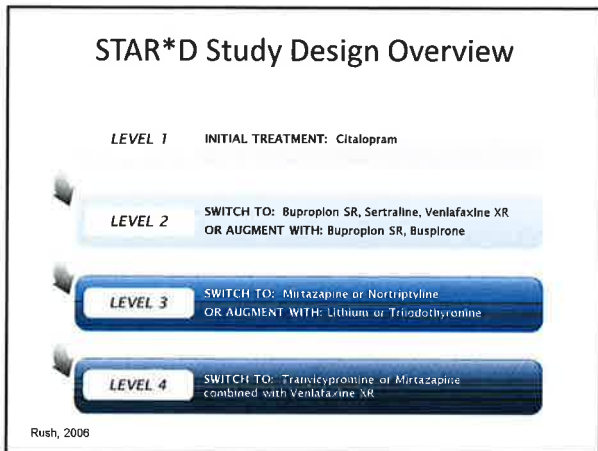 STAR*D Study Design Overview
LEVEL 1 INITIAL TREATMENT: Citalopram
LEVEL 2 SWITCH TO: Bupropion SR, Sertraline, Venlafaxine XR
OR AUGMENT WITH: Bupropion SR, Buspirone
LEVEL 3 SWITCH TO: Mirtazapine or Nortriptyline
OR AUGMENT WITH: Lithium or Triiodothyronine
LEVEL 4 SWITCH TO: Tranylcypromine or Mirtazapine
combined with Venlafaxine XR
Rush, 2006